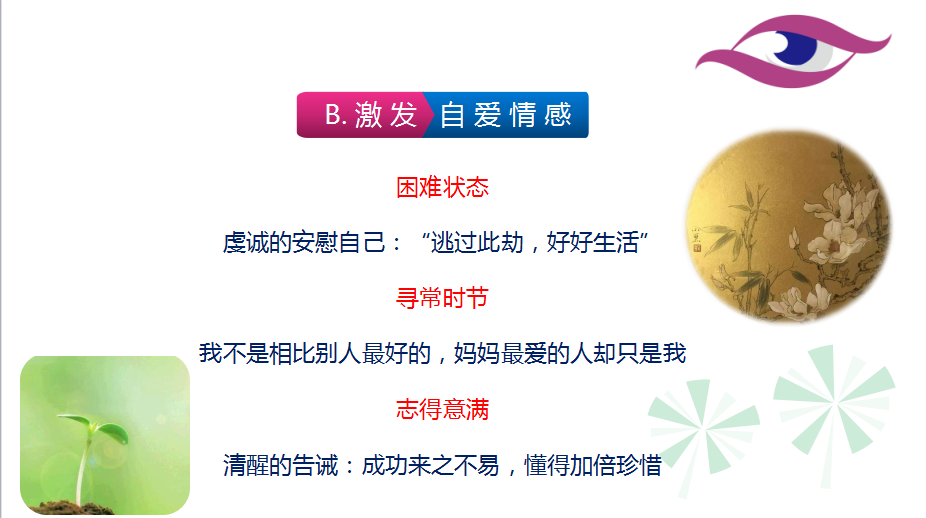 B. 激发 自爱情感
困难状态
虔诚的安慰自己：“逃过此劫，好好生活”
寻常时节
我不是相比别人最好的，妈妈最爱的人却只是我
志得意满
清醒的告诫：成功来之不易，懂得加倍珍惜